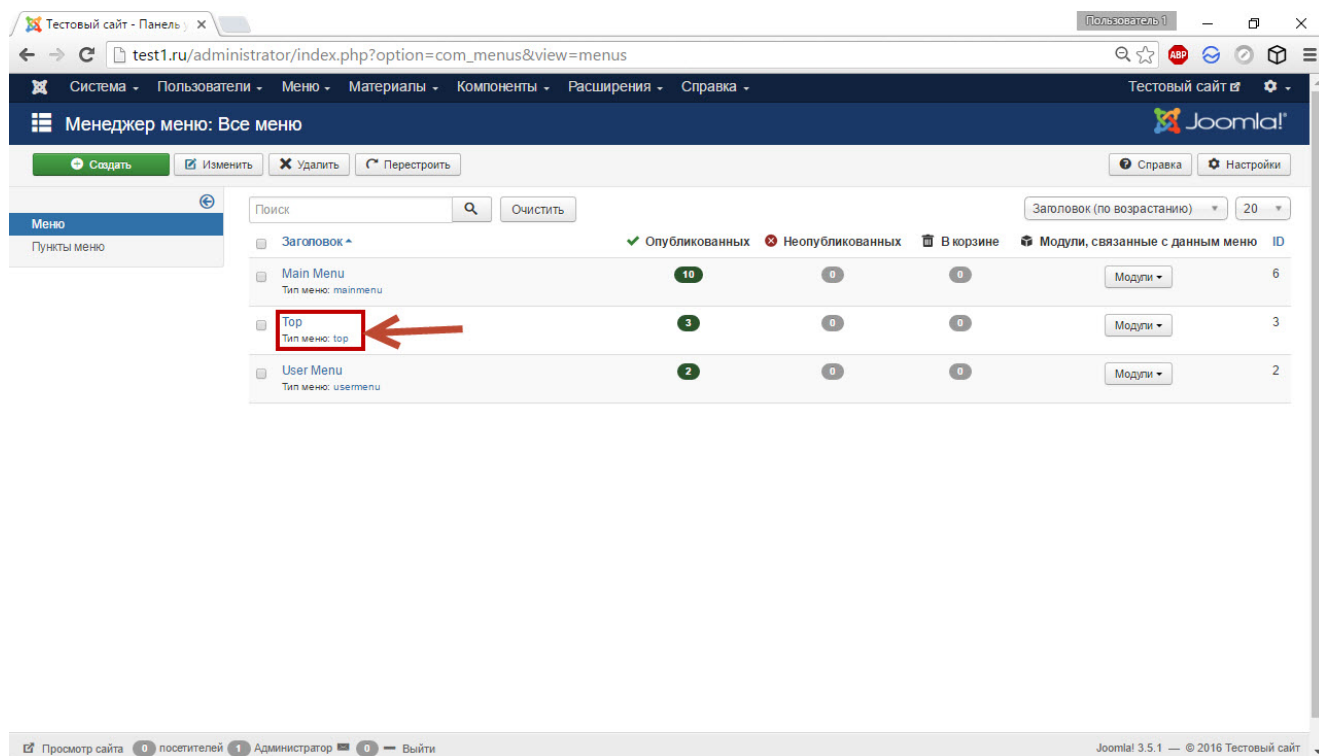 Тестовый сайт - Панель у
Пользователь 1
test1.ru/administrator/index.php?option=com_menus&view=menus
ABP
Система Пользователи Меню Материалы Компоненты Расширения Справка Тестовый сайт
Менеджер меню: Все меню
Joomla!
Создать Изменить Удалить Перестроить Справка Настройки
Меню
Пункты меню
Поиск Очистить Заголовок (по возрастанию) 20
Заголовок Опубликованных Неопубликованных В корзине Модули, связанные с данным меню ID
Main Menu 10 0 0 Модули 6
Тип меню: mainmenu
Top 3 0 0 Модули 3
Тип меню: top
User Menu 2 0 0 Модули 2
Тип меню: usermenu
Просмотр сайта 0 посетителей 1 Администратор 0 — Выйти Joomla! 3.5.1 — © 2016 Тестовый сайт